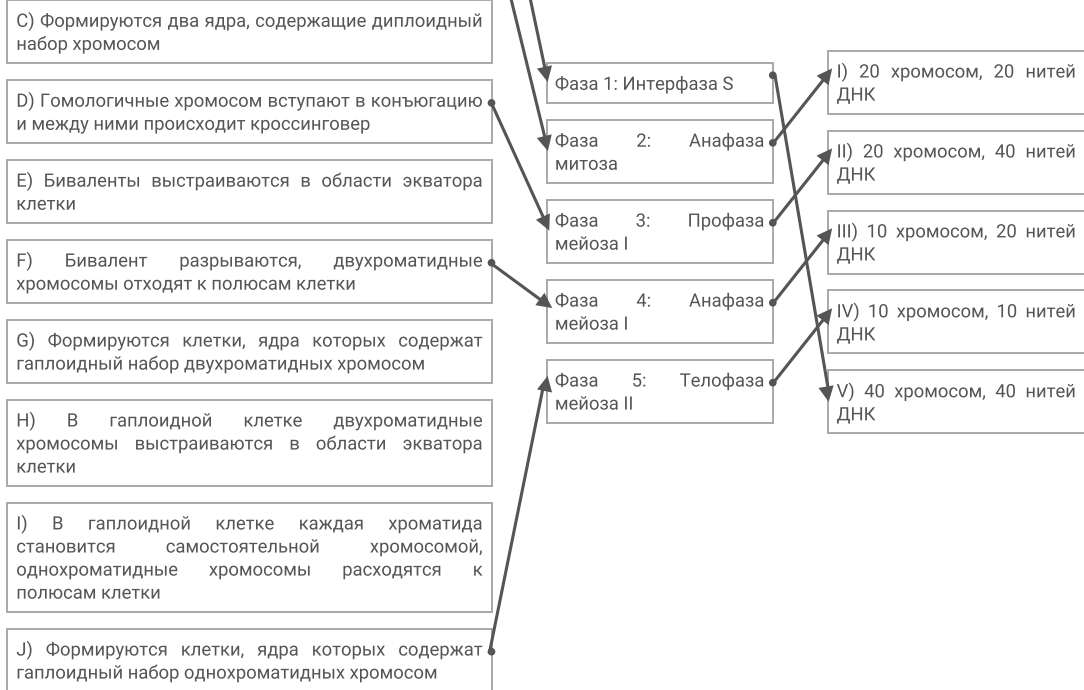 C) Формируются два ядра, содержащие диплоидный
набор хромосом
D) Гомологичные хромосом вступают в конъюгацию
и между ними происходит кроссинговер
E) Биваленты выстраиваются в области экватора
клетки
F) Бивалент разрываются, двухроматидные
хромосомы отходят к полюсам клетки
G) Формируются клетки, ядра которых содержат
гаплоидный набор двухроматидных хромосом
H) В гаплоидной клетке двухроматидные
хромосомы выстраиваются в области экватора
клетки
I) В гаплоидной клетке каждая хроматида
становится самостоятельной хромосомой,
однохроматидные хромосомы расходятся к
полюсам клетки
J) Формируются клетки, ядра которых содержат
гаплоидный набор однохроматидных хромосом
Фаза 1: Интерфаза S
Фаза 2: Анафаза
митоза
Фаза 3: Профаза
мейоза I
Фаза 4: Анафаза
мейоза I
Фаза 5: Телофаза
мейоза II
I) 20 хромосом, 20 нитей
ДНК
II) 20 хромосом, 40 нитей
ДНК
III) 10 хромосом, 20 нитей
ДНК
IV) 10 хромосом, 10 нитей
ДНК
V) 40 хромосом, 40 нитей
ДНК